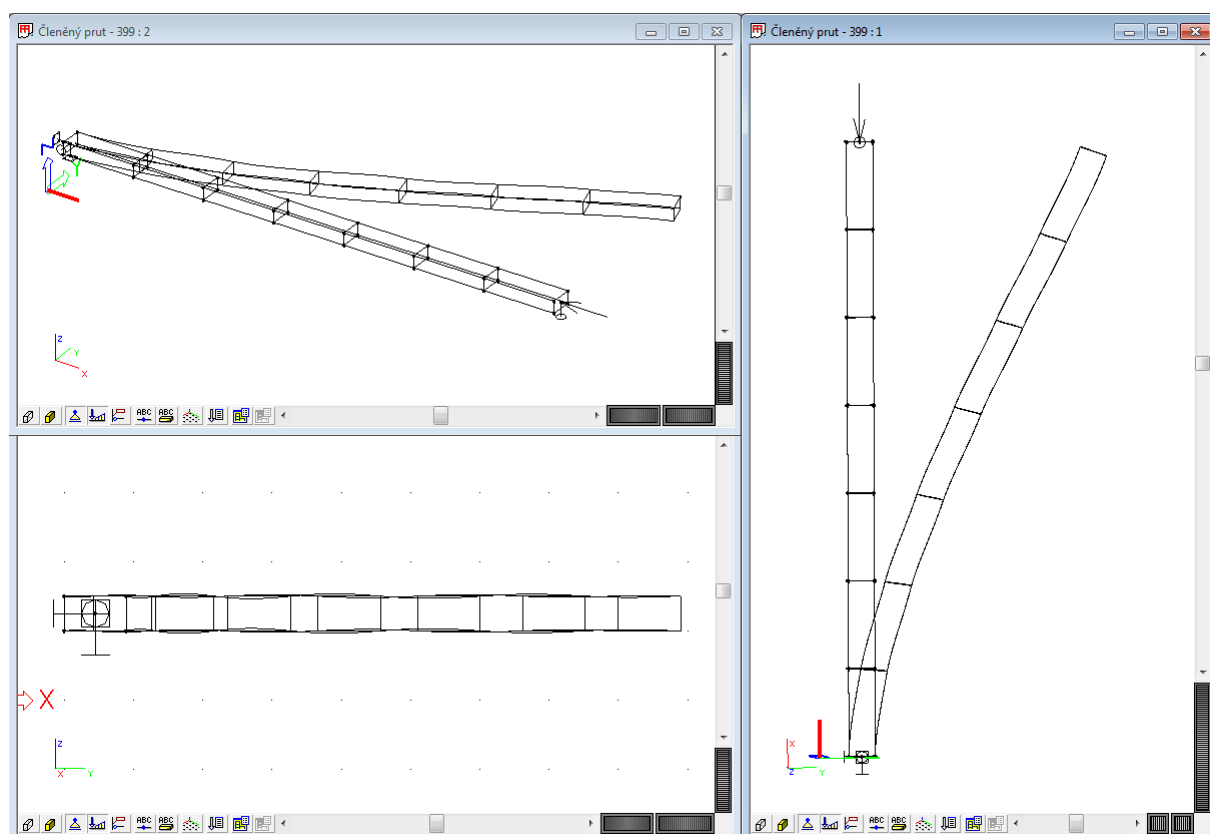 Členěný prut - 399 : 2
Y
Z
Y
X
ABC ABC
X
Z
X Y
ABC ABC
Členěný prut - 399 : 1
X
Z Y
ABC ABC